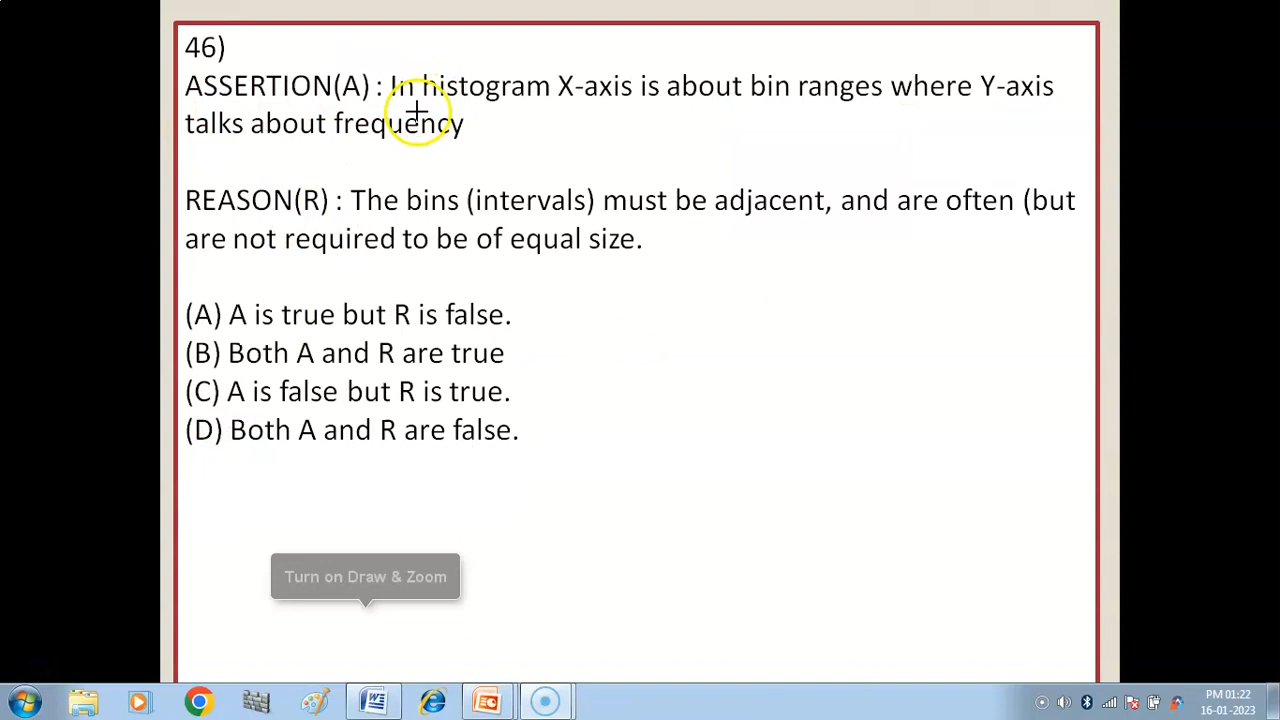 46)
ASSERTION(A) : In histogram X-axis is about bin ranges where Y-axis
talks about frequency
REASON(R) : The bins (intervals) must be adjacent, and are often (but
are not required to be of equal size.
(A) A is true but R is false.
(B) Both A and R are true
(C) A is false but R is true.
(D) Both A and R are false.
Turn on Draw & Zoom
PM 01:22
16-01-2023